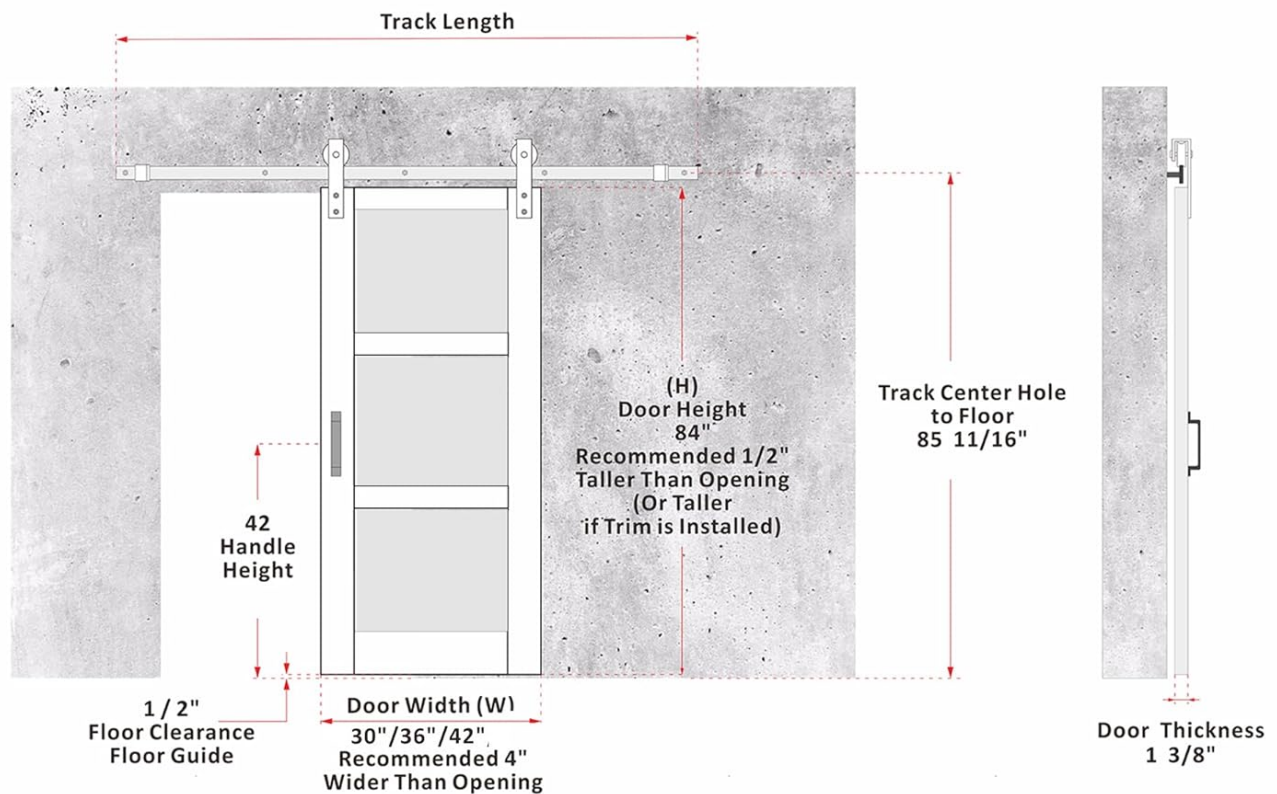 Track Length
(H)
Door Height
84"
Recommended 1/2"
Taller Than Opening
(Or Taller
if Trim is Installed)
Track Center Hole
to Floor
85 11/16"
42
Handle
Height
1/2"
Floor Clearance
Floor Guide
Door Width (W)
30"/36"/42"
Recommended 4"
Wider Than Opening
Door Thickness
1 3/8"